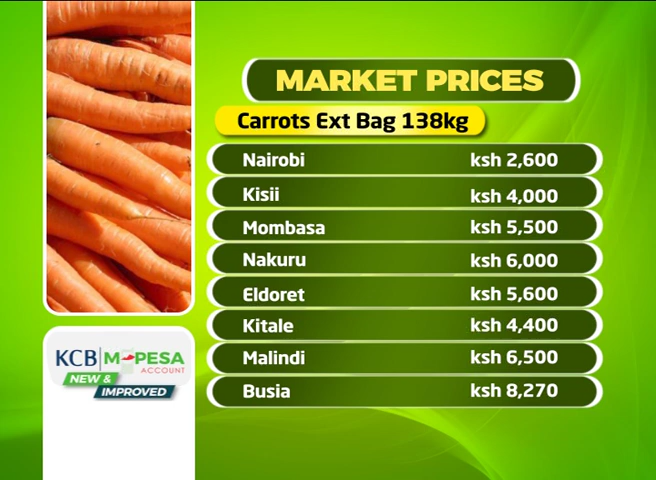 MARKET PRICES
Carrots Ext Bag 138kg
Nairobi ksh 2,600
Kisii ksh 4,000
Mombasa ksh 5,500
Nakuru ksh 6,000
Eldoret ksh 5,600
Kitale ksh 4,400
Malindi ksh 6,500
Busia ksh 8,270
KCB M-PESA
ACCOUNT
NEW &
IMPROVED